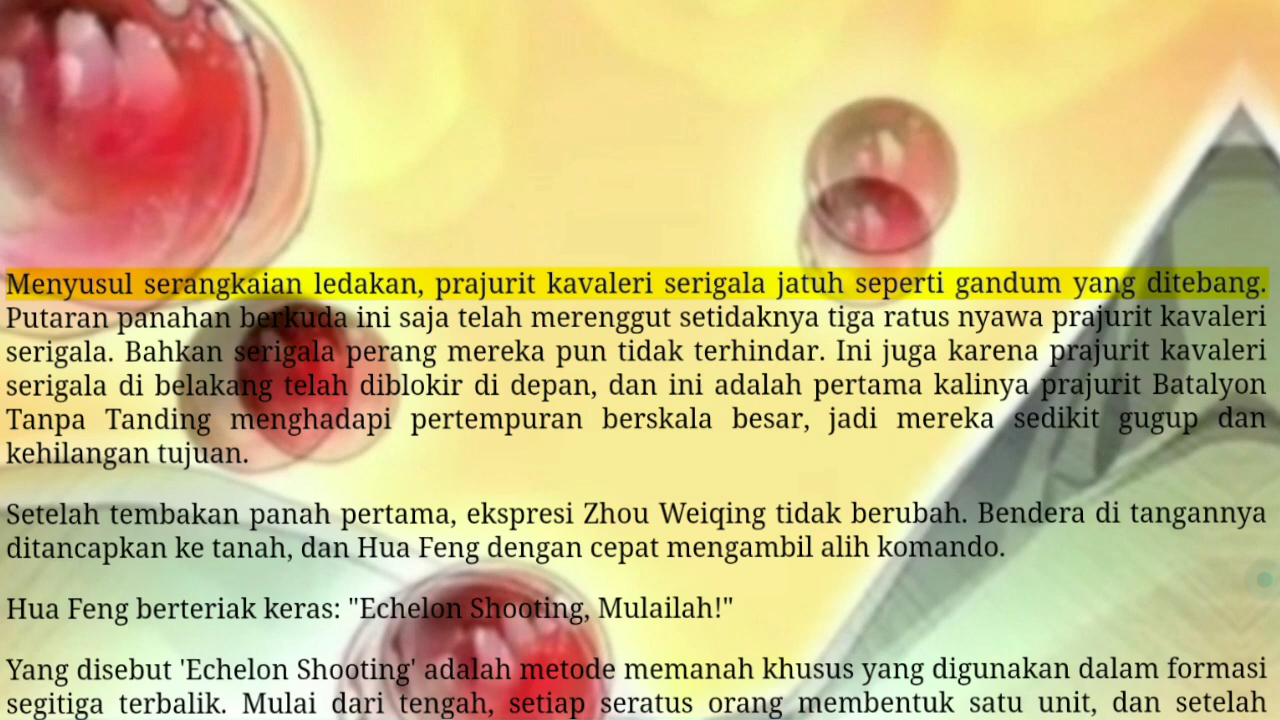 Menyusul serangkaian ledakan, prajurit kavaleri serigala jatuh seperti gandum yang ditebang.
Putaran panahan berkuda ini saja telah merenggut setidaknya tiga ratus nyawa prajurit kavaleri
serigala. Bahkan serigala perang mereka pun tidak terhindar. Ini juga karena prajurit kavaleri
serigala di belakang telah diblokir di depan, dan ini adalah pertama kalinya prajurit Batalyon
Tanpa Tanding menghadapi pertempuran berskala besar, jadi mereka sedikit gugup dan
kehilangan tujuan.
Setelah tembakan panah pertama, ekspresi Zhou Weiqing tidak berubah. Bendera di tangannya
ditancapkan ke tanah, dan Hua Feng dengan cepat mengambil alih komando.
Hua Feng berteriak keras: "Echelon Shooting, Mulailah!"
Yang disebut 'Echelon Shooting' adalah metode memanah khusus yang digunakan dalam formasi
segitiga terbalik. Mulai dari tengah, setiap seratus orang membentuk satu unit, dan setelah